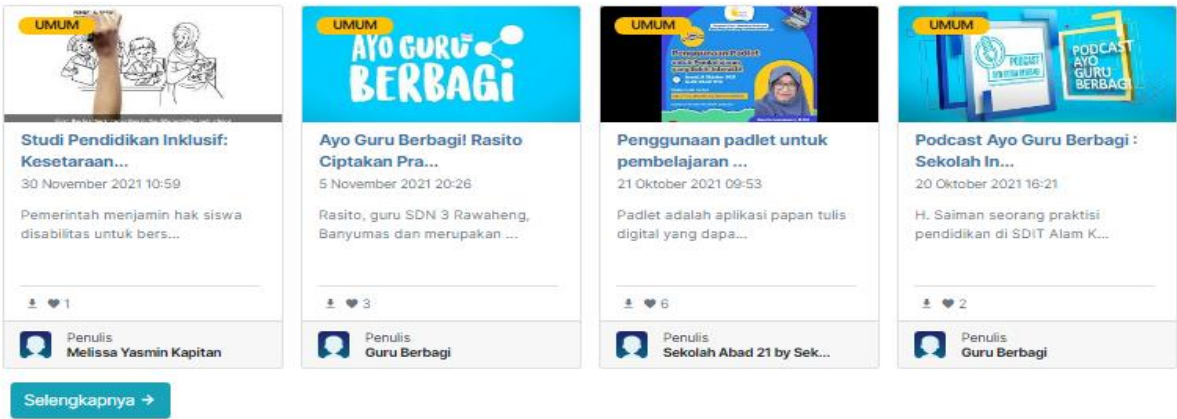 UMUM
Studi Pendidikan Inklusif:
Kesetaraan...
30 November 2021 10:59
Pemerintah menjamin hak siswa
disabilitas untuk bers...
1
Penulis
Melissa Yasmin Kapitan
UMUM
AYO GURU
BERBAGI
Ayo Guru Berbagi! Rasito
Ciptakan Pra...
5 November 2021 20:26
Rasito, guru SDN 3 Rawaheng,
Banyumas dan merupakan ...
3
Penulis
Guru Berbagi
UMUM
Penggunaan Padlet
Penggunaan padlet untuk
pembelajaran ...
21 Oktober 2021 09:53
Padlet adalah aplikasi papan tulis
digital yang dapa...
6
Penulis
Sekolah Abad 21 by Sek...
UMUM
PODCAST
PODCAST
AYO
GURU
BERBAGI
Podcast Ayo Guru Berbagi :
Sekolah In...
20 Oktober 2021 16:21
H. Saiman seorang praktisi
pendidikan di SDIT Alam K...
2
Penulis
Guru Berbagi
Selengkapnya →